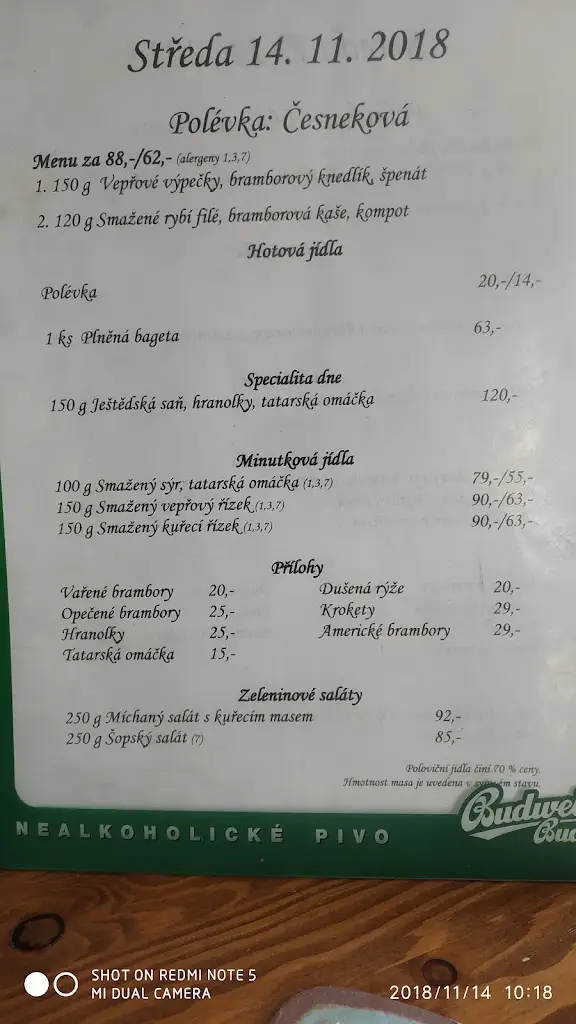 Středa 14. 11. 2018
Polévka: Česneková
Menu za 88,-/62,- (alergeny 1,3,7)
1. 150 g Vepřové výpečky, bramborový knedlík, špenát
2. 120 g Smažené rybí filé, bramborová kaše, kompot
Hotová jídla
Polévka 20,-/14,-
1 ks Plněná bageta 63,-
Specialita dne
150 g Ještědská saň, hranolky, tatarská omáčka 120,-
Minutková jídla
100 g Smažený sýr, tatarská omáčka (1,3,7) 79,-/55,-
150 g Smažený vepřový řízek (1,3,7) 90,-/63,-
150 g Smažený kuřecí řízek (1,3,7) 90,-/63,-
Přílohy
Vařené brambory 20,- Dušená rýže 20,-
Opečené brambory 25,- Krokety 29,-
Hranolky 25,- Americké brambory 29,-
Tatarská omáčka 15,-
Zeleninové saláty
250 g Míchaný salát s kuřecím masem 92,-
250 g Šopský salát (7) 85,-
Poloviční jídla činí 70 % ceny.
Hmotnost masa je uvedena v syrovém stavu.
NEALKOHOLICKÉ PIVO
Budwei
Bud
SHOT ON REDMI NOTE 5
MI DUAL CAMERA
2018/11/14 10:18